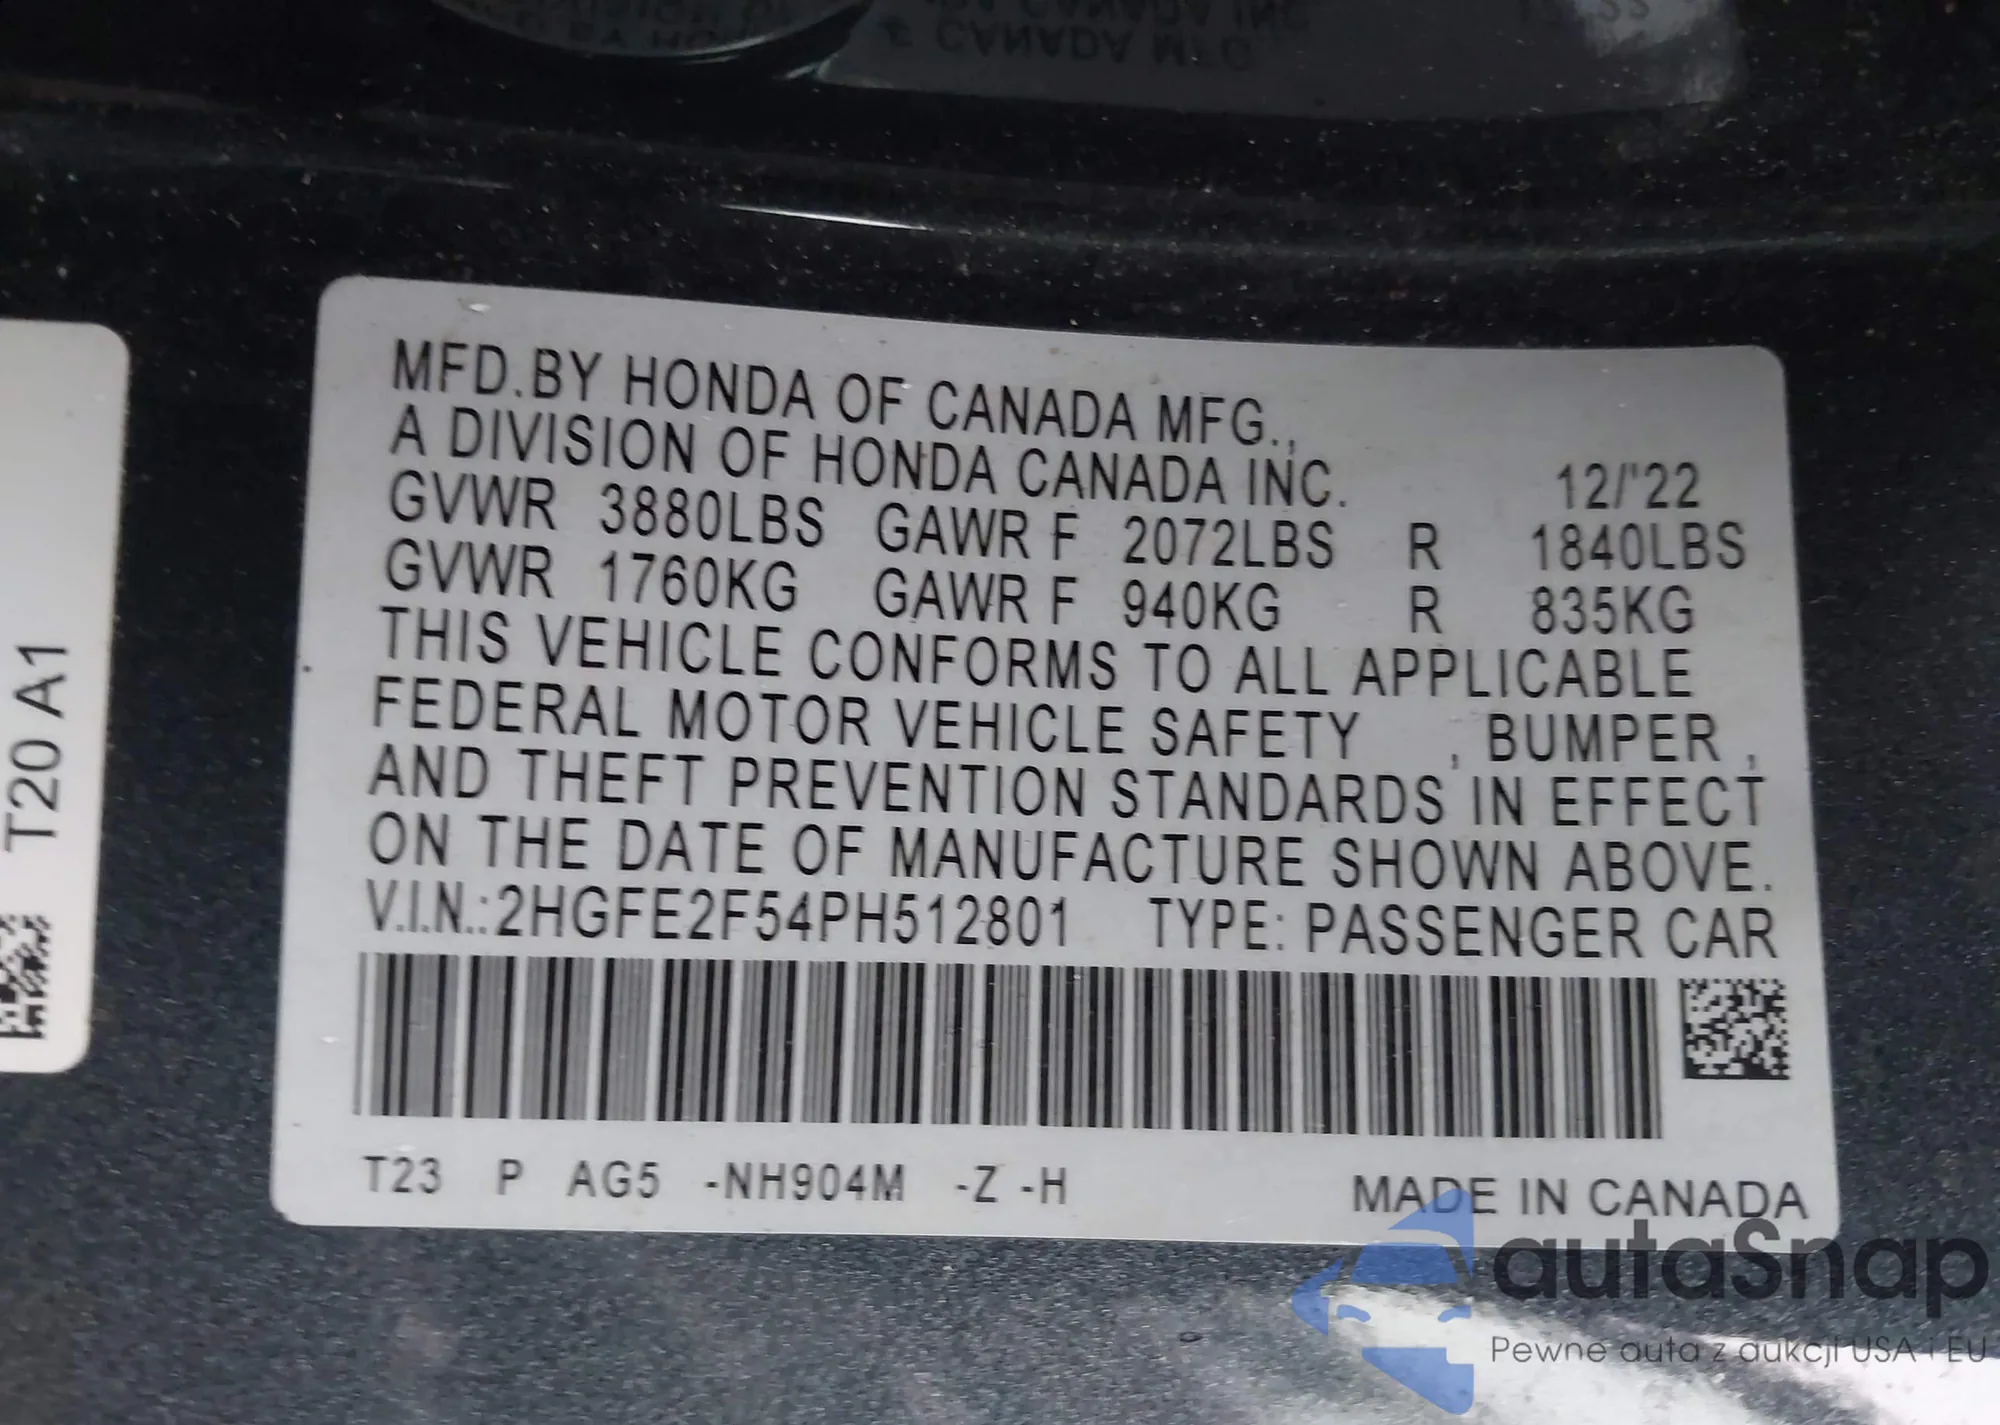 MFD.BY HONDA OF CANADA MFG.,
A DIVISION OF HONDA CANADA INC. 12/'22
GVWR 3880LBS GAWR F 2072LBS R 1840LBS
GVWR 1760KG GAWR F 940KG R 835KG
THIS VEHICLE CONFORMS TO ALL APPLICABLE
FEDERAL MOTOR VEHICLE SAFETY , BUMPER ,
AND THEFT PREVENTION STANDARDS IN EFFECT
ON THE DATE OF MANUFACTURE SHOWN ABOVE.
V.I.N.:2HGFE2F54PH512801 TYPE: PASSENGER CAR
T23 P AG5 -NH904M -Z -H MADE IN CANADA
T20 A1
autaSnap
Pewne auta z aukcji USA i EU